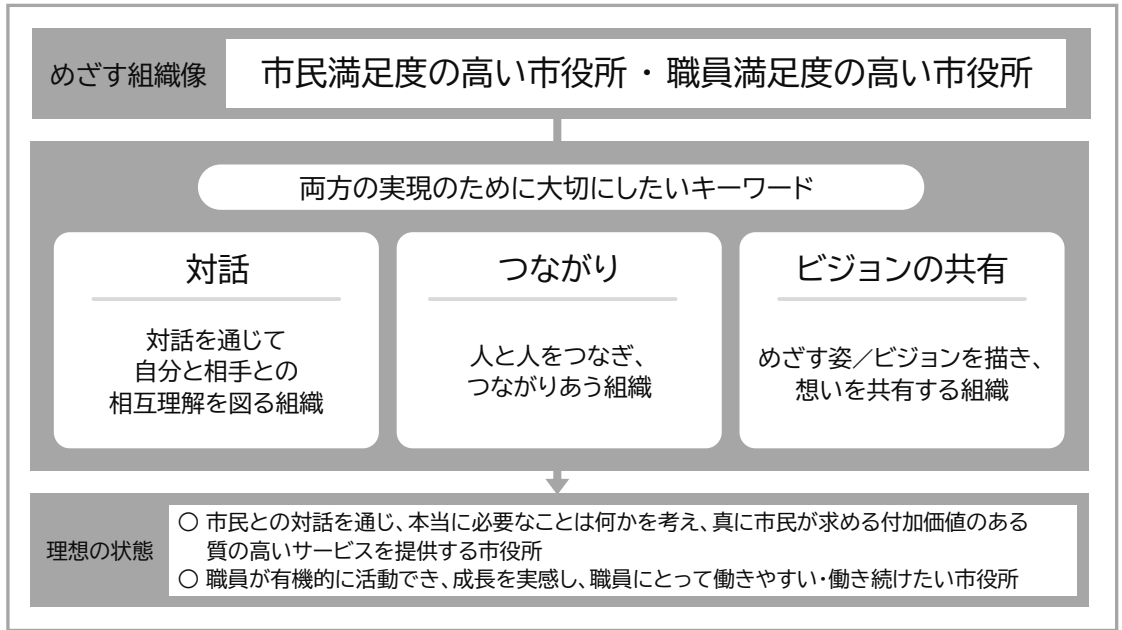 めざす組織像
市民満足度の高い市役所・職員満足度の高い市役所
両方の実現のために大切にしたいキーワード
対話
対話を通じて
自分と相手との
相互理解を図る組織
つながり
人と人をつなぎ、
つながりあう組織
ビジョンの共有
めざす姿／ビジョンを描き、
想いを共有する組織
理想の状態
○ 市民との対話を通じ、本当に必要なことは何かを考え、真に市民が求める付加価値のある
質の高いサービスを提供する市役所
○ 職員が有機的に活動でき、成長を実感し、職員にとって働きやすい・働き続けたい市役所